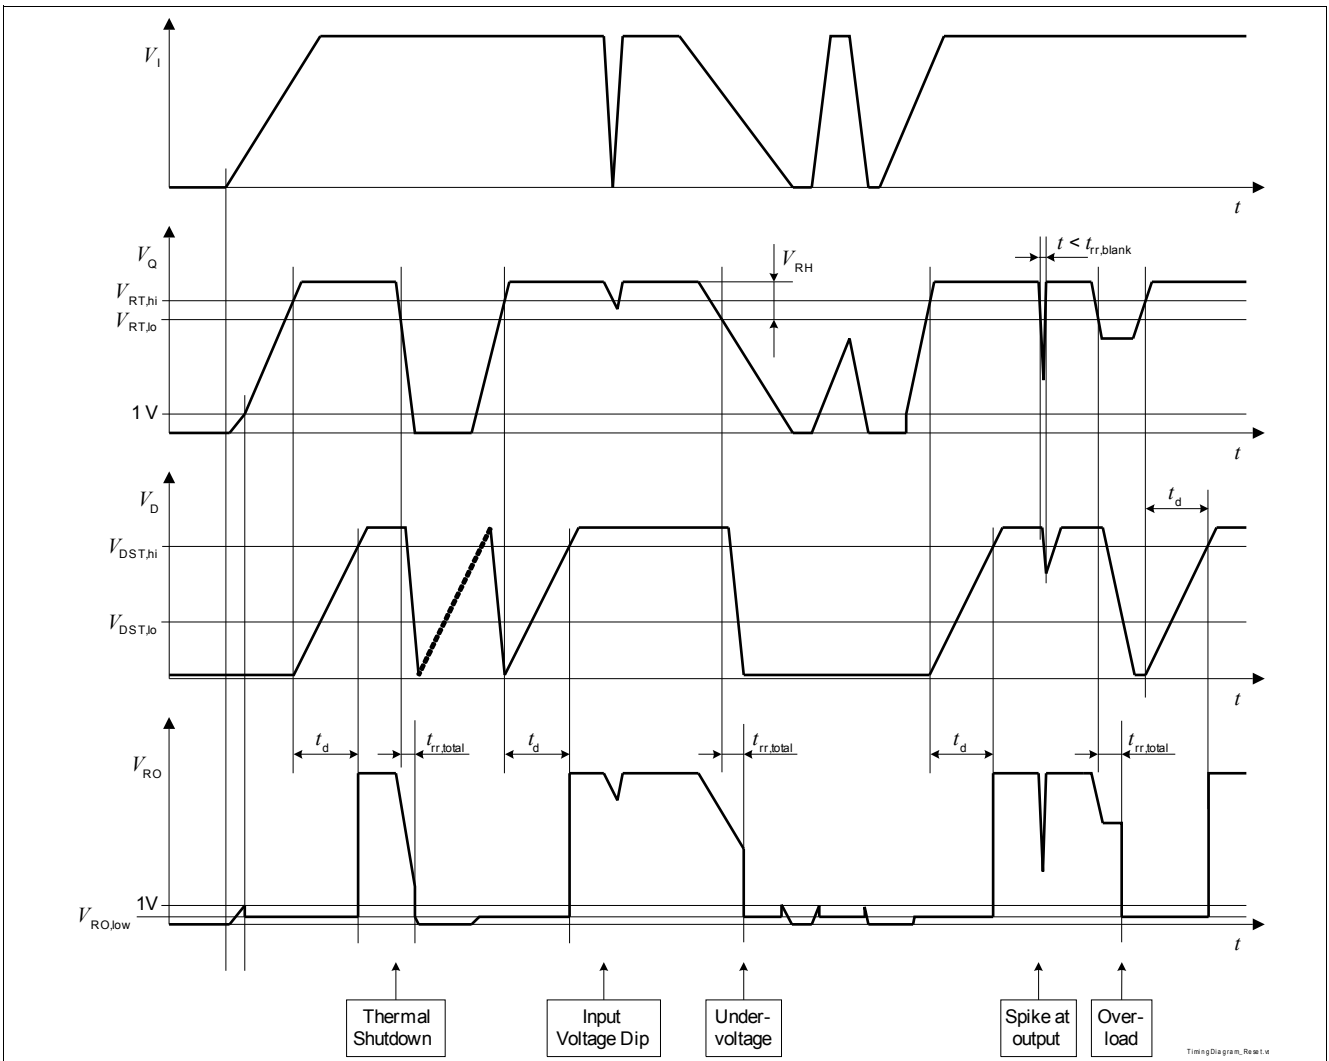 V_I
t
V_Q
t < t_rr,blank
V_RH
V_RT,hi
V_RT,lo
1 V
t
V_D
t_d
V_DST,hi
V_DST,lo
t
t_d
t_rr,total
t_d
t_rr,total
t_d
t_rr,total
V_RO
1V
V_RO,low
t
Thermal
Shutdown
Input
Voltage Dip
Under-
voltage
Spike at
output
Over-
load
TimingDiagram_Reset.vs